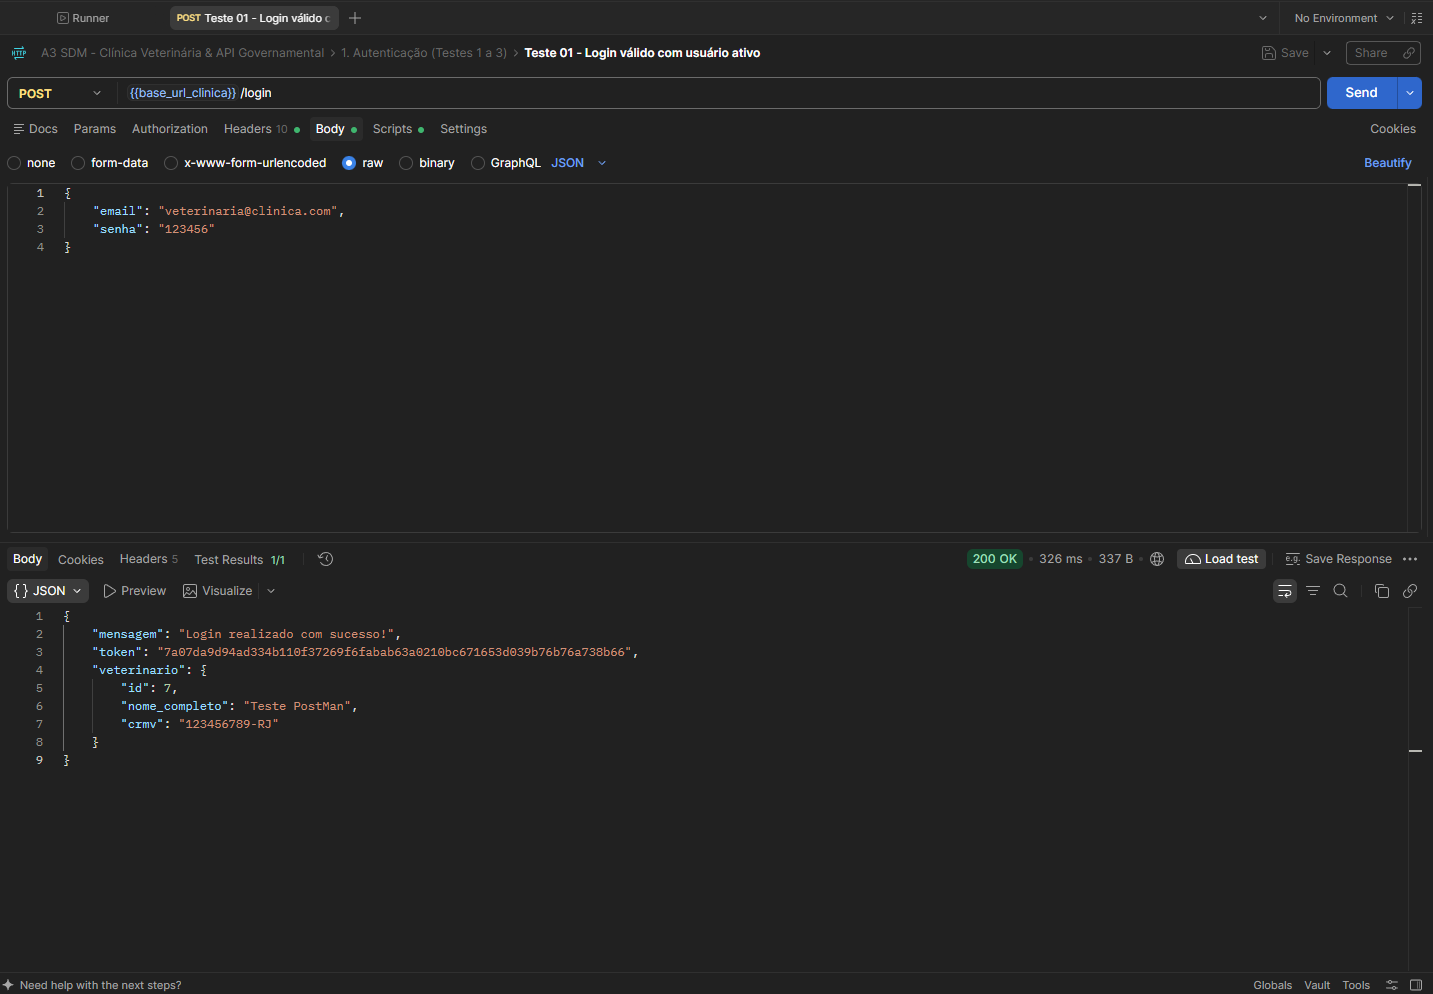 Runner
POST Teste 01 - Login válido c
No Environment
A3 SDM - Clínica Veterinária & API Governamental > 1. Autenticação (Testes 1 a 3) > Teste 01 - Login válido com usuário ativo
Save
Share
POST
{{base_url_clinica}} /login
Send
Docs Params Authorization Headers 10 Body Scripts Settings
Cookies
none form-data x-www-form-urlencoded raw binary GraphQL JSON
Beautify
1 {
2 "email": "veterinaria@clinica.com",
3 "senha": "123456"
4 }
Body Cookies Headers 5 Test Results 1/1
200 OK • 326 ms • 337 B
Load test
e.g. Save Response
{} JSON Preview Visualize
1 {
2 "mensagem": "Login realizado com sucesso!",
3 "token": "7a07da9d94ad334b110f37269f6fabab63a0210bc671653d039b76b76a738b66",
4 "veterinario": {
5 "id": 7,
6 "nome_completo": "Teste PostMan",
7 "crmv": "123456789-RJ"
8 }
9 }
Need help with the next steps?
Globals Vault Tools